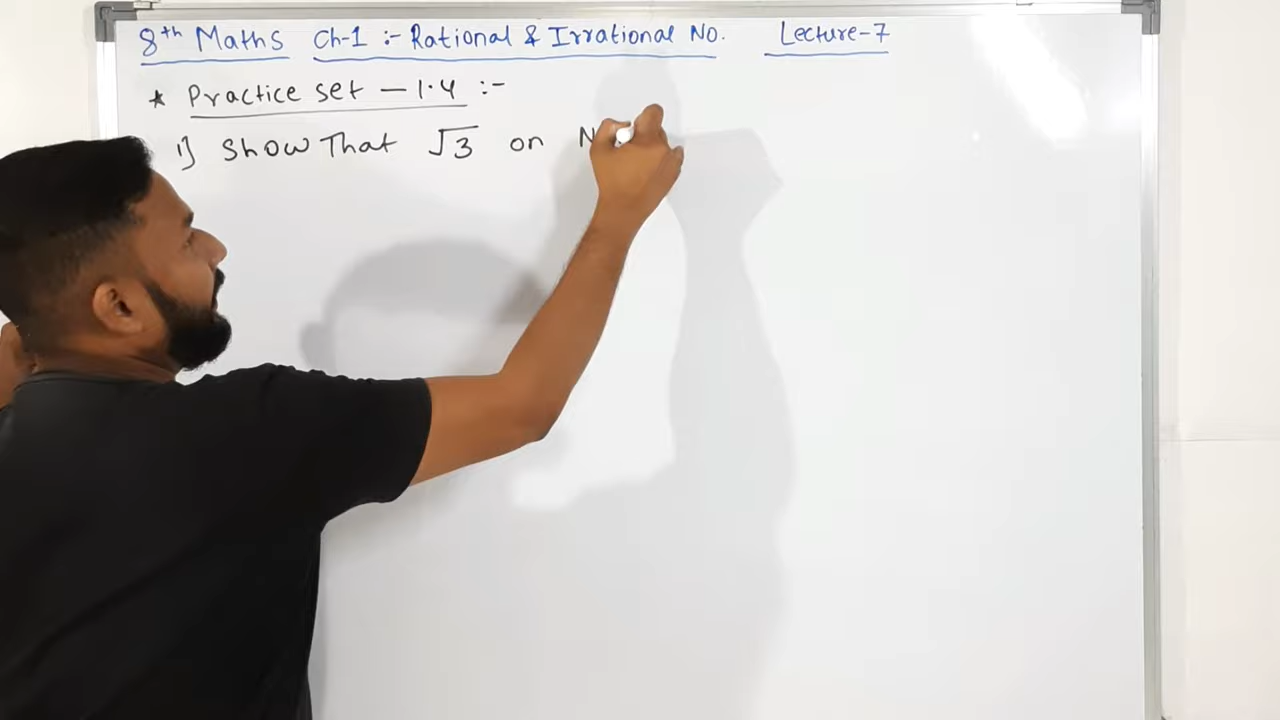 8th Maths Ch-1 :- Rational & Irrational No. Lecture-7
* Practice set - 1.4 :-
1) Show That √3 on N